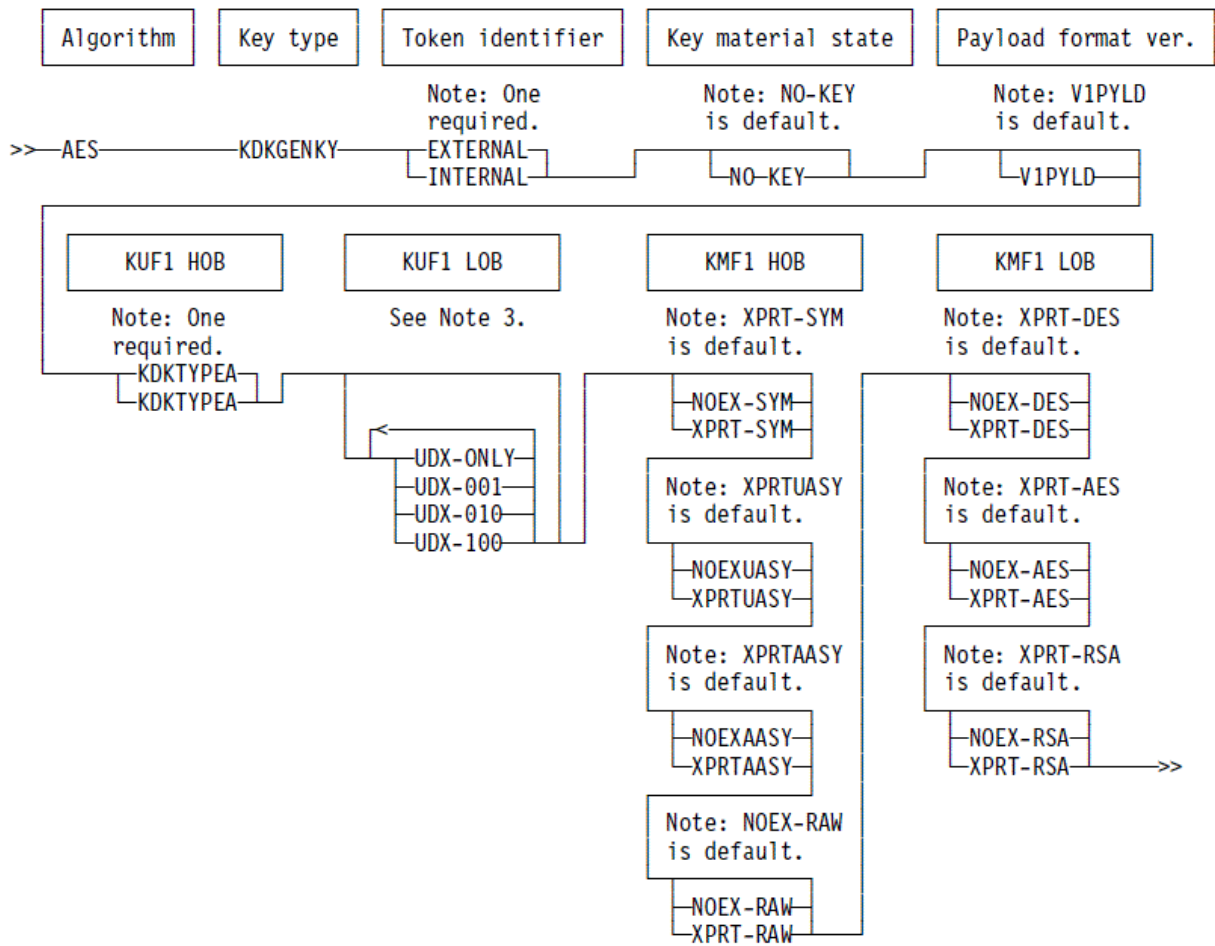 Algorithm Key type Token identifier Key material state Payload format ver.
Note: One Note: NO-KEY Note: V1PYLD
required. is default. is default.
>> AES KDKGENKY EXTERNAL
INTERNAL NO-KEY V1PYLD
KUF1 HOB KUF1 LOB KMF1 HOB KMF1 LOB
Note: One See Note 3. Note: XPRT-SYM Note: XPRT-DES
required. is default. is default.
KDKTYPEA
KDKTYPEA NOEX-SYM NOEX-DES
< XPRT-SYM XPRT-DES
UDX-ONLY
UDX-001 Note: XPRTUASY Note: XPRT-AES
UDX-010 is default. is default.
UDX-100
NOEXUASY NOEX-AES
XPRTUASY XPRT-AES
Note: XPRTAASY Note: XPRT-RSA
is default. is default.
NOEXAASY NOEX-RSA
XPRTAASY XPRT-RSA >>
Note: NOEX-RAW
is default.
NOEX-RAW
XPRT-RAW